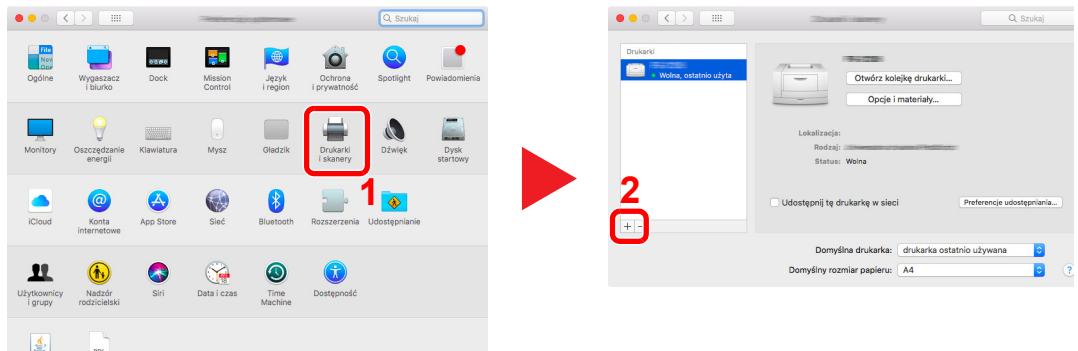 Szukaj
Ogólne
Wygaszacz
i biurko
Dock
Mission
Control
Język
i region
Ochrona
i prywatność
Spotlight
Powiadomienia
Monitory
Oszczędzanie
energii
Klawiatura
Mysz
Gładzik
Drukarki
i skanery
Dźwięk
Dysk
startowy
1
iCloud
Konta
internetowe
App Store
Sieć
Bluetooth
Rozszerzenia
Udostępnianie
Użytkownicy
i grupy
Nadzór
rodzicielski
Siri
Data i czas
Time
Machine
Dostępność
Szukaj
Drukarki
Wolna, ostatnio użyta
Otwórz kolejkę drukarki...
Opcje i materiały...
Lokalizacja:
Rodzaj:
Status: Wolna
2
Udostępnij tę drukarkę w sieci
Preferencje udostępniania...
+ −
Domyślna drukarka: drukarka ostatnio używana
Domyślny rozmiar papieru: A4
?